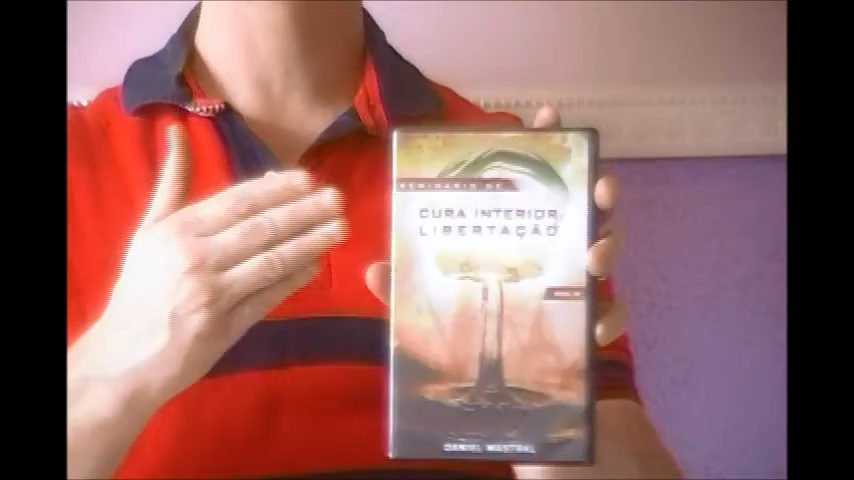 SEMINÁRIO DE
CURA INTERIOR
LIBERTAÇÃO
DANIEL MASTRAL